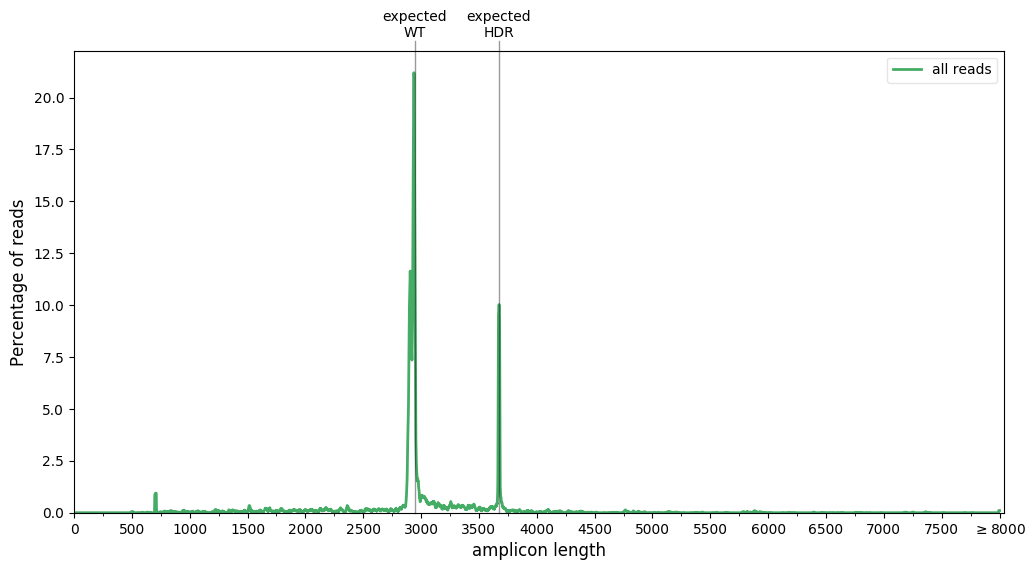 expected expected
WT HDR
all reads
Percentage of reads
20.0
17.5
15.0
12.5
10.0
7.5
5.0
2.5
0.0
0 500 1000 1500 2000 2500 3000 3500 4000 4500 5000 5500 6000 6500 7000 7500 ≥8000
amplicon length